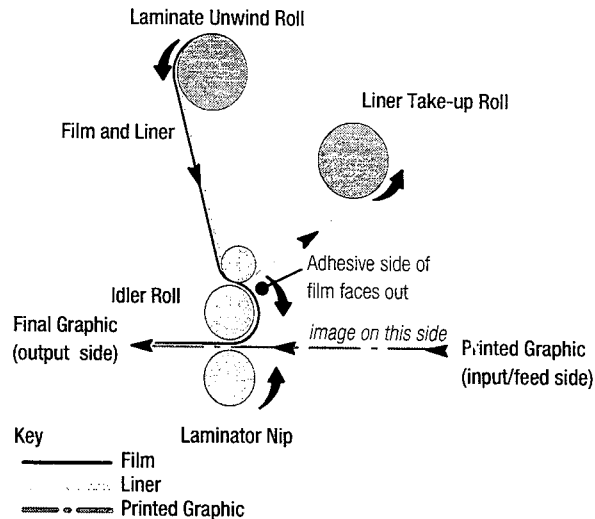 Laminate Unwind Roll
Liner Take-up Roll
Film and Liner
Adhesive side of
film faces out
Idler Roll
Final Graphic
(output side)
image on this side
Printed Graphic
(input/feed side)
Laminator Nip
Key
Film
Liner
Printed Graphic